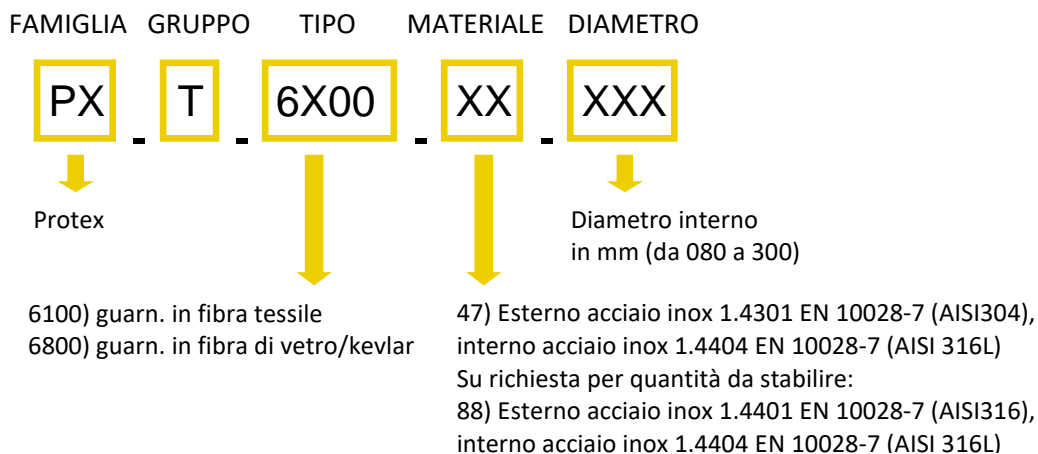 FAMIGLIA GRUPPO TIPO MATERIALE DIAMETRO
PX - T - 6X00 - XX - XXX
Protex
Diametro interno
in mm (da 080 a 300)
6100) guarn. in fibra tessile
6800) guarn. in fibra di vetro/kevlar
47) Esterno acciaio inox 1.4301 EN 10028-7 (AISI304),
interno acciaio inox 1.4404 EN 10028-7 (AISI 316L)
Su richiesta per quantità da stabilire:
88) Esterno acciaio inox 1.4401 EN 10028-7 (AISI316),
interno acciaio inox 1.4404 EN 10028-7 (AISI 316L)